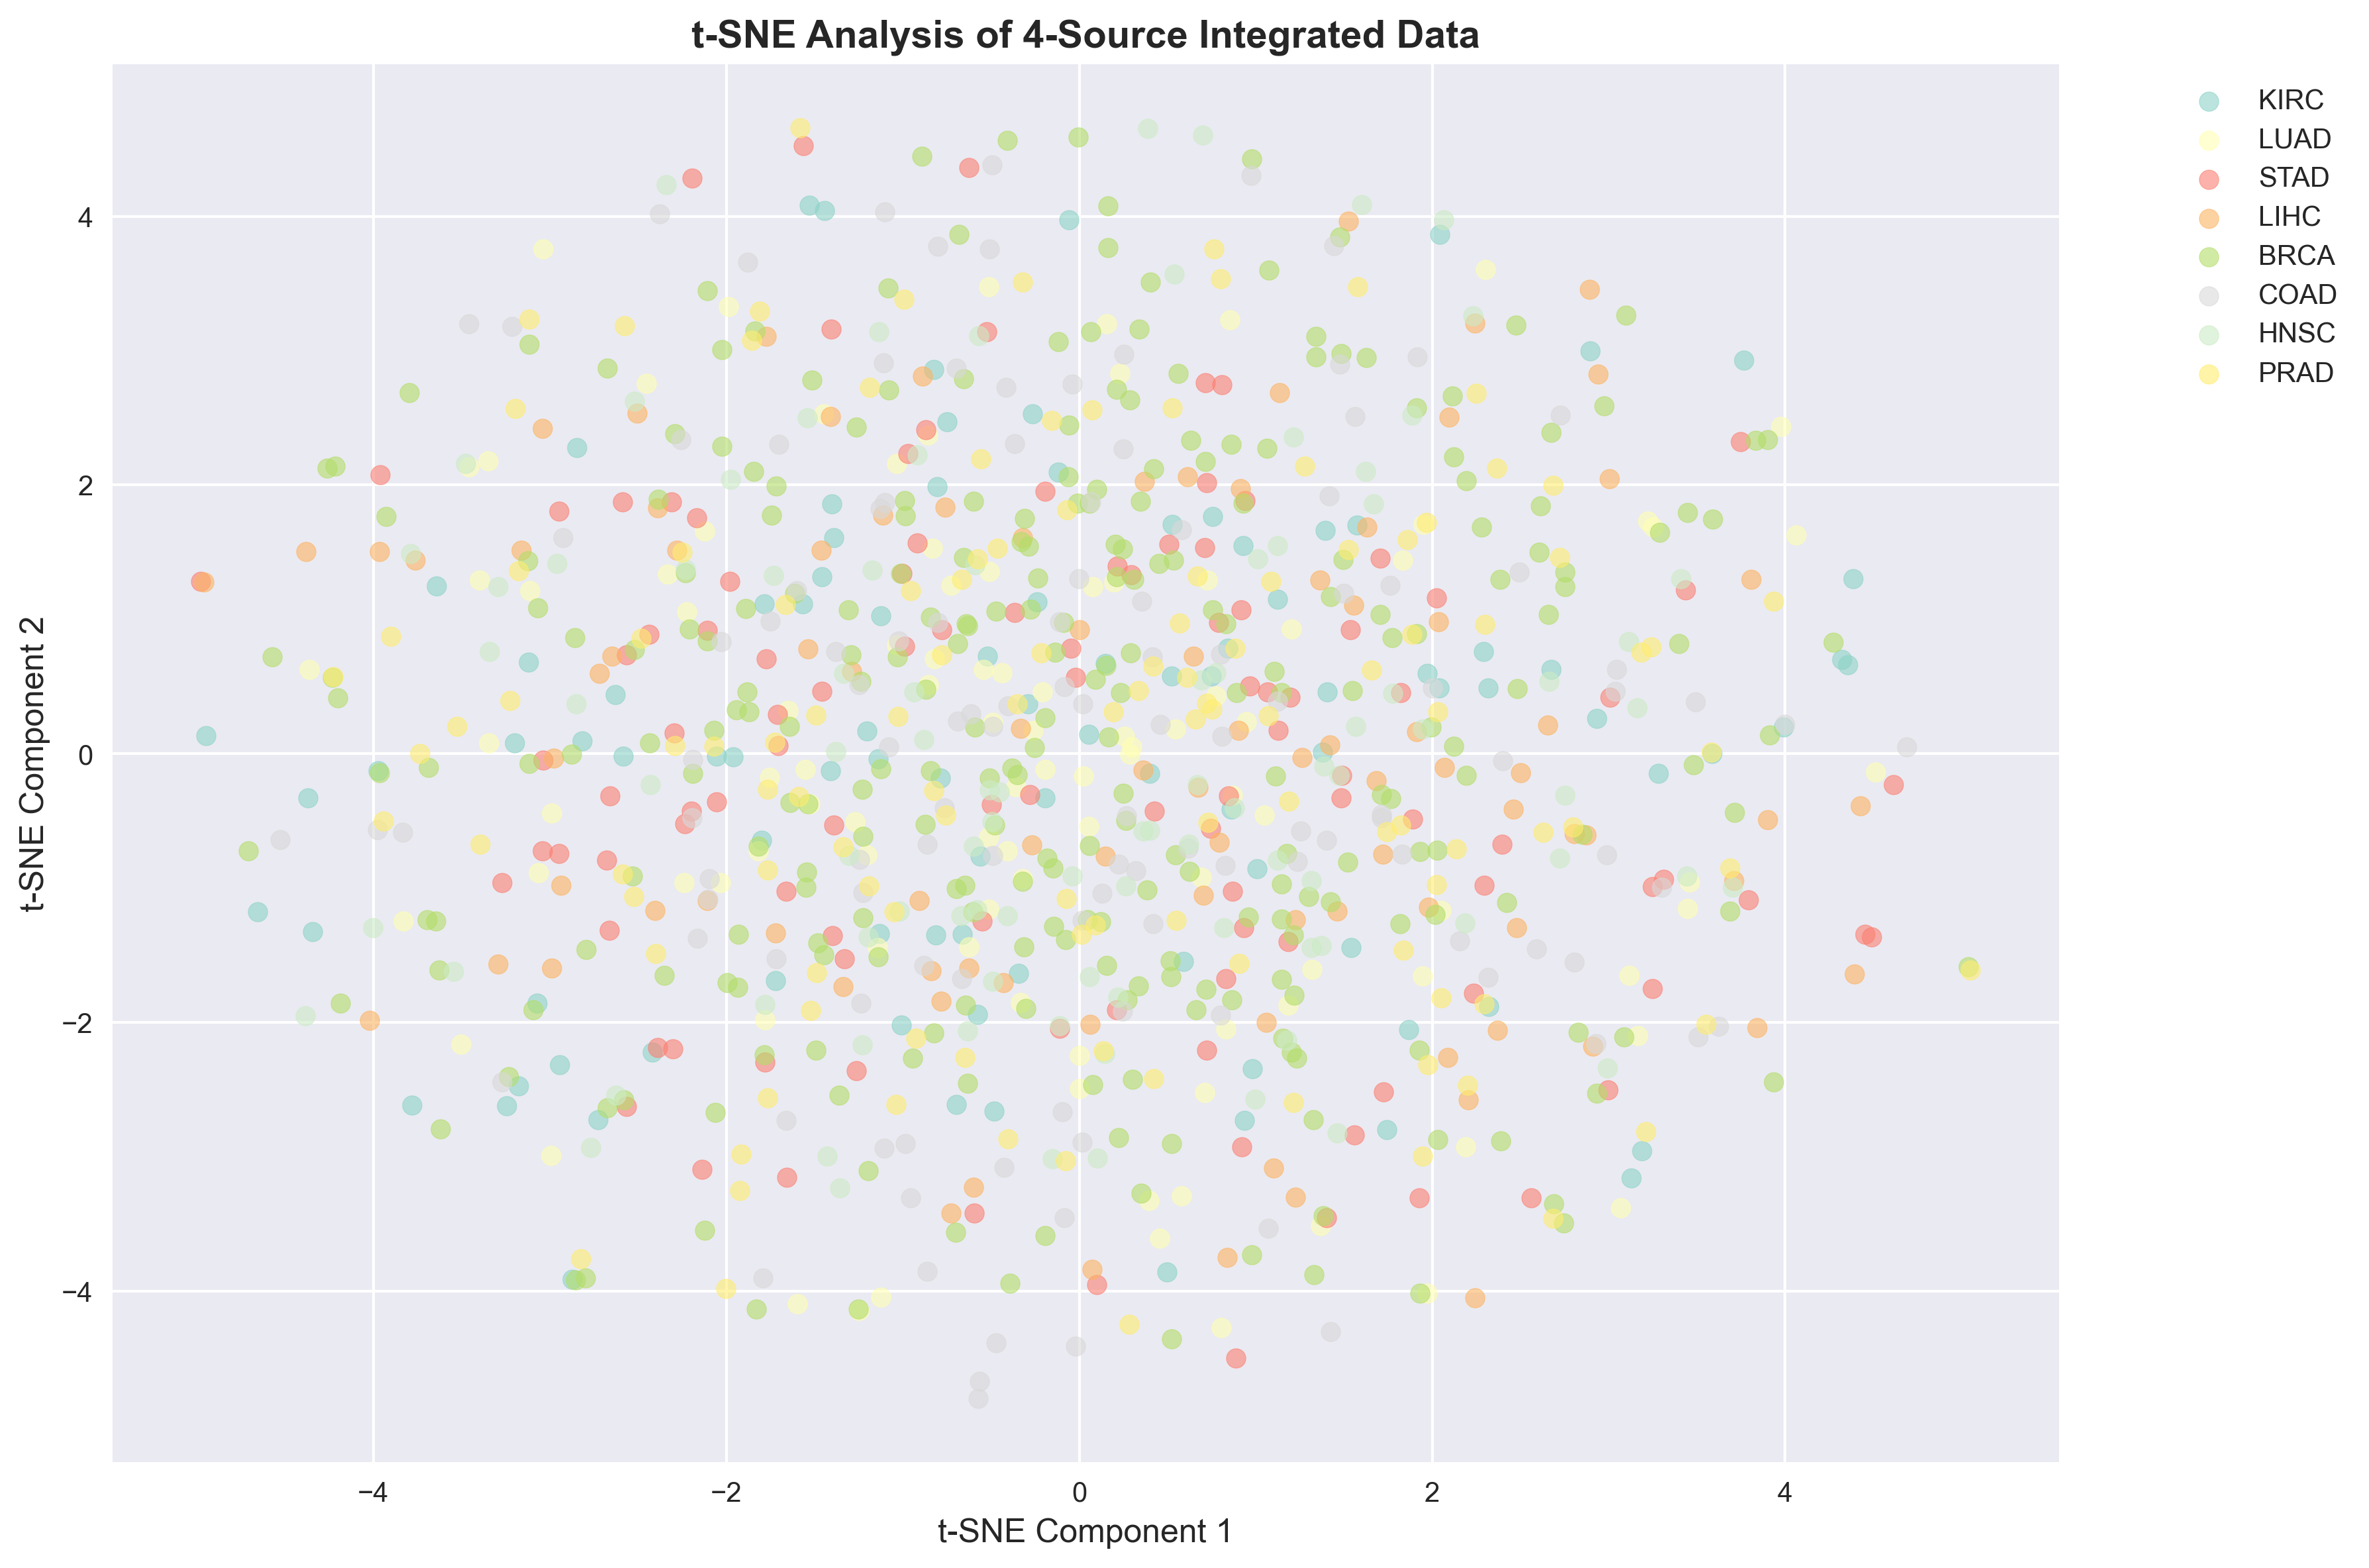 t-SNE Analysis of 4-Source Integrated Data
KIRC
LUAD
STAD
LIHC
BRCA
COAD
HNSC
PRAD
4
2
0
−2
−4
t-SNE Component 2
−4
−2
0
2
4
t-SNE Component 1